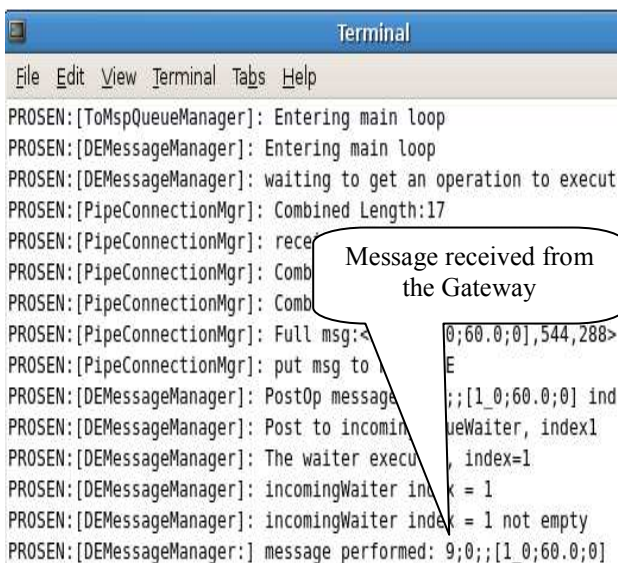 Terminal
File Edit View Terminal Tabs Help
PROSEN:[ToMspQueueManager]: Entering main loop
PROSEN:[DEMessageManager]: Entering main loop
PROSEN:[DEMessageManager]: waiting to get an operation to execut
PROSEN:[PipeConnectionMgr]: Combined Length:17
PROSEN:[PipeConnectionMgr]: recei
PROSEN:[PipeConnectionMgr]: Comb
PROSEN:[PipeConnectionMgr]: Comb
Message received from
the Gateway
PROSEN:[PipeConnectionMgr]: Full msg:< 0;60.0;0],544,288>
PROSEN:[PipeConnectionMgr]: put msg to E
PROSEN:[DEMessageManager]: PostOp message ;;[1_0;60.0;0] ind
PROSEN:[DEMessageManager]: Post to incomin ueWaiter, index1
PROSEN:[DEMessageManager]: The waiter execu , index=1
PROSEN:[DEMessageManager]: incomingWaiter index = 1
PROSEN:[DEMessageManager]: incomingWaiter index = 1 not empty
PROSEN:[DEMessageManager:] message performed: 9;0;;[1_0;60.0;0]